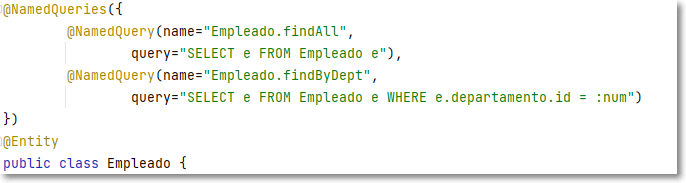 @NamedQueries({
@NamedQuery(name="Empleado.findAll",
query="SELECT e FROM Empleado e"),
@NamedQuery(name="Empleado.findByDept",
query="SELECT e FROM Empleado e WHERE e.departamento.id = :num")
})
@Entity
public class Empleado {